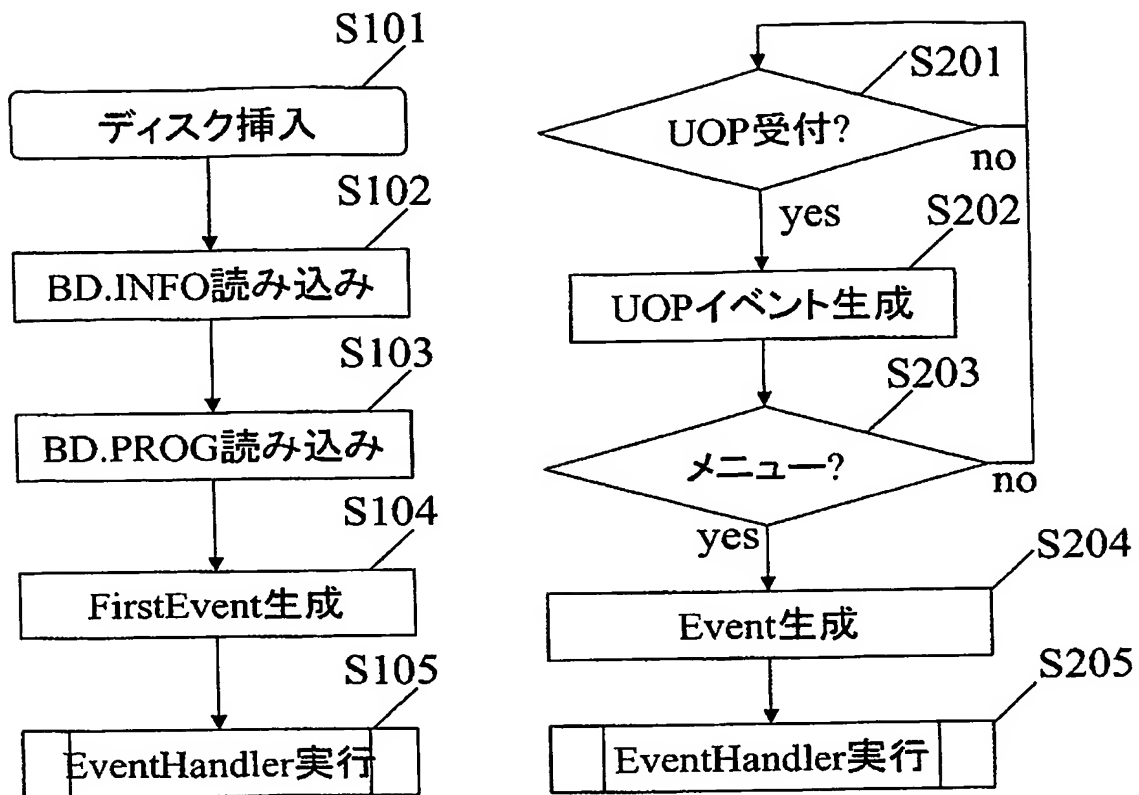 S101
ディスク挿入
S102
BD.INFO読み込み
S103
BD.PROG読み込み
S104
FirstEvent生成
S105
EventHandler実行
S201
UOP受付?
no
yes
S202
UOPイベント生成
S203
メニュー?
no
yes
S204
Event生成
S205
EventHandler実行